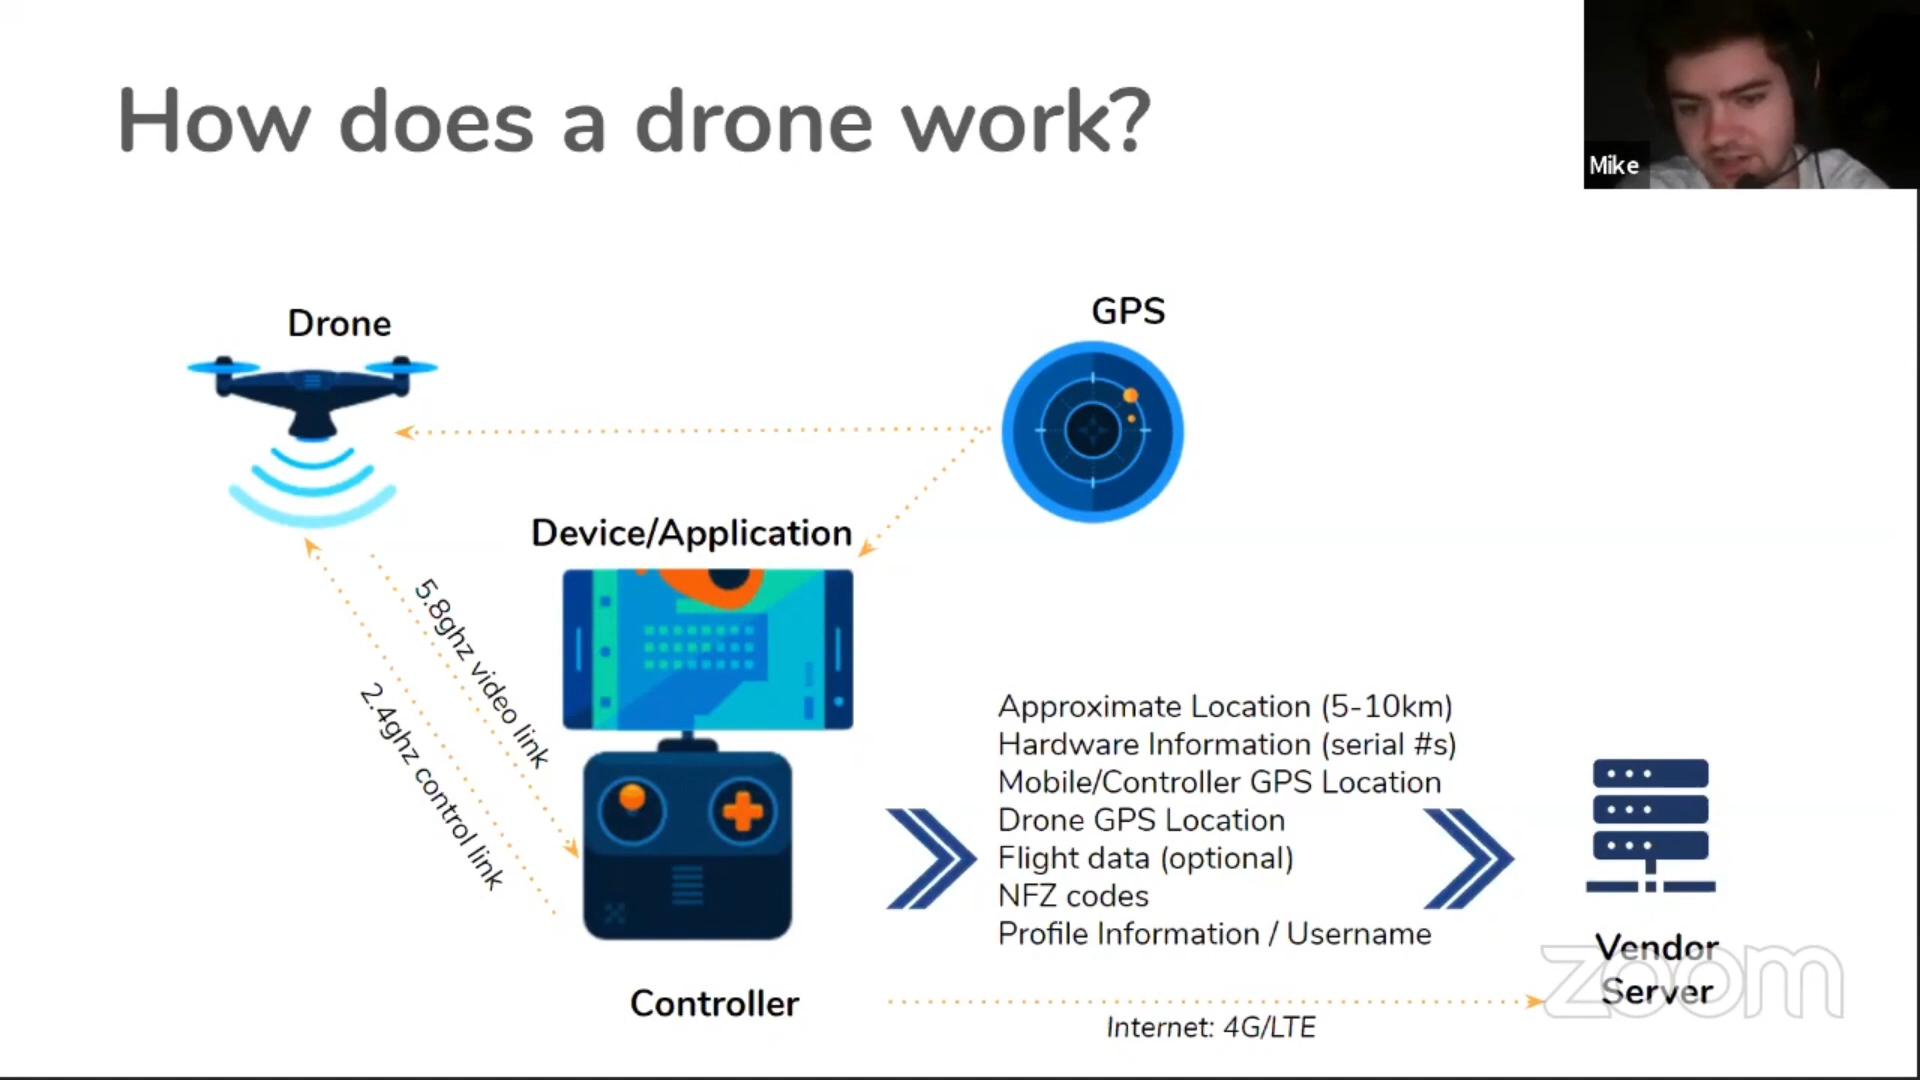 How does a drone work?
Mike
Drone
GPS
Device/Application
5.8ghz video link
2.4ghz control link
Approximate Location (5-10km)
Hardware Information (serial #s)
Mobile/Controller GPS Location
Drone GPS Location
Flight data (optional)
NFZ codes
Profile Information / Username
Vendor
Server
zoom
Controller
Internet: 4G/LTE